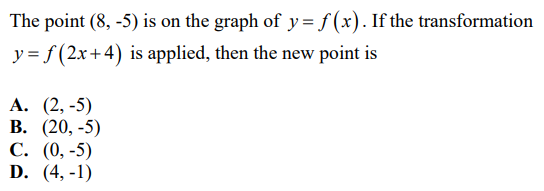 The point (8, -5) is on the graph of y = f(x). If the transformation
y = f(2x+4) is applied, then the new point is
A. (2, -5)
B. (20, -5)
C. (0, -5)
D. (4, -1)